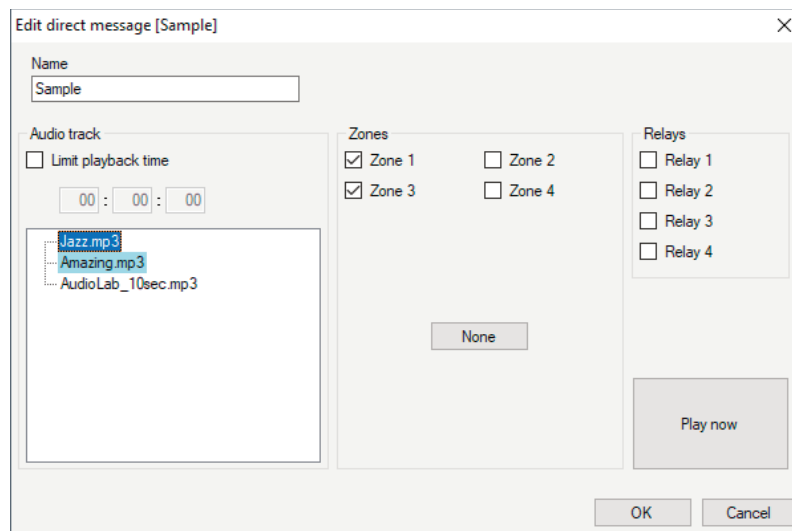 Edit direct message [Sample]
Name
Sample
Audio track
Limit playback time
00 : 00 : 00
Jazz.mp3
Amazing.mp3
AudioLab_10sec.mp3
Zones
Zone 1 Zone 2
Zone 3 Zone 4
None
Relays
Relay 1
Relay 2
Relay 3
Relay 4
Play now
OK Cancel